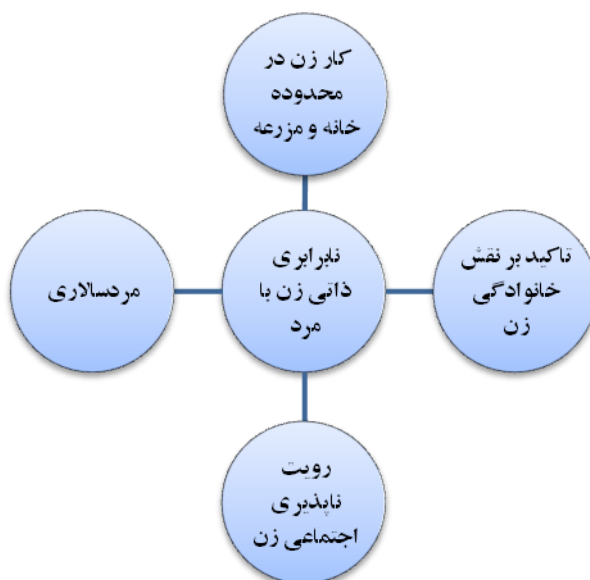 کار زن در
محدوده
خانه و مزرعه
تاکید بر نقش
خانوادگی
زن
نابرابری
ذاتی زن با
مرد
مردسالاری
رویت
ناپذیری
اجتماعی زن